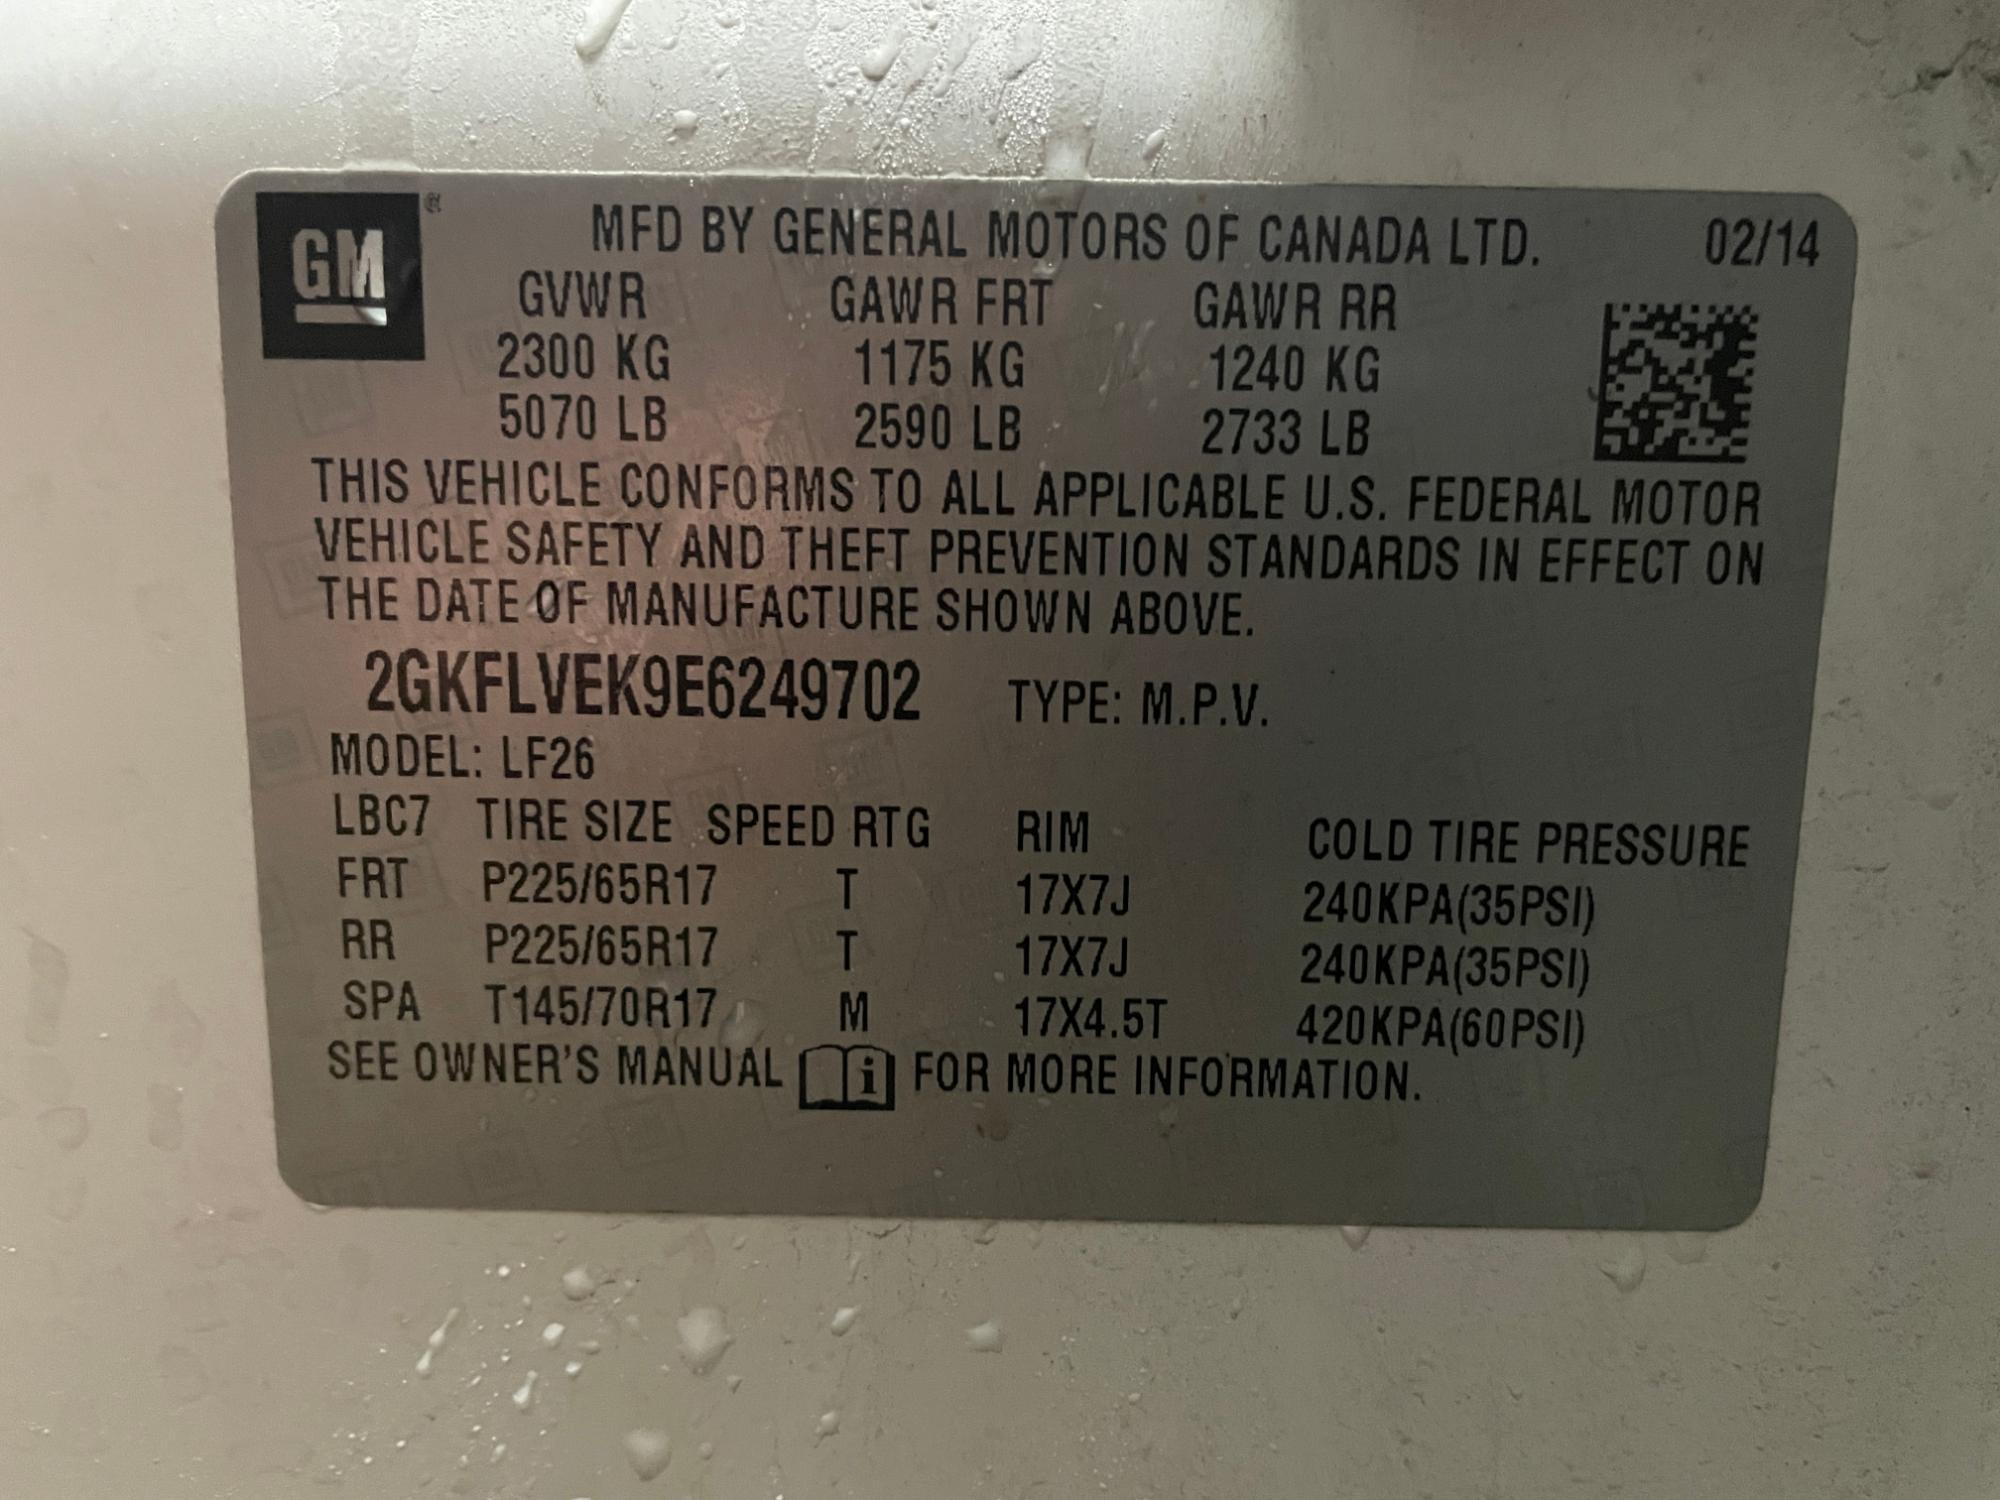 GM
MFD BY GENERAL MOTORS OF CANADA LTD. 02/14
GVWR GAWR FRT GAWR RR
2300 KG 1175 KG 1240 KG
5070 LB 2590 LB 2733 LB
THIS VEHICLE CONFORMS TO ALL APPLICABLE U.S. FEDERAL MOTOR
VEHICLE SAFETY AND THEFT PREVENTION STANDARDS IN EFFECT ON
THE DATE OF MANUFACTURE SHOWN ABOVE.
2GKFLVEK9E6249702 TYPE: M.P.V.
MODEL: LF26
LBC7 TIRE SIZE SPEED RTG RIM COLD TIRE PRESSURE
FRT P225/65R17 T 17X7J 240KPA(35PSI)
RR P225/65R17 T 17X7J 240KPA(35PSI)
SPA T145/70R17 M 17X4.5T 420KPA(60PSI)
SEE OWNER'S MANUAL i FOR MORE INFORMATION.